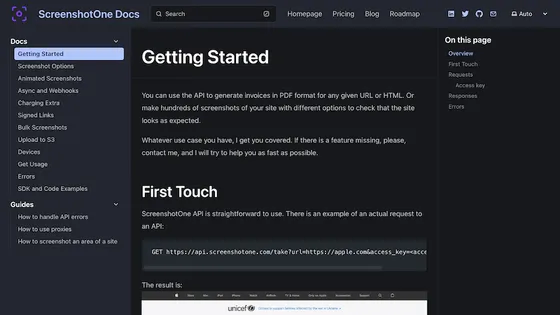 ScreenshotOne Docs
Search
Homepage
Pricing
Blog
Roadmap
Auto
Docs
Getting Started
Screenshot Options
Animated Screenshots
Async and Webhooks
Charging Extra
Signed Links
Bulk Screenshots
Upload to S3
Devices
Get Usage
Errors
SDK and Code Examples
Guides
How to handle API errors
How to use proxies
How to screenshot an area of a site
Getting Started
You can use the API to generate invoices in PDF format for any given URL or HTML. Or
make hundreds of screenshots of your site with different options to check that the site
looks as expected.
Whatever use case you have, I get you covered. If there is a feature missing, please,
contact me, and I will try to help you as fast as possible.
First Touch
ScreenshotOne API is straightforward to use. There is an example of an actual request to
an API:
GET https://api.screenshotone.com/take?url=https://apple.com&access_key=<acce
The result is:
unicef
On this page
Overview
First Touch
Requests
Access key
Responses
Errors